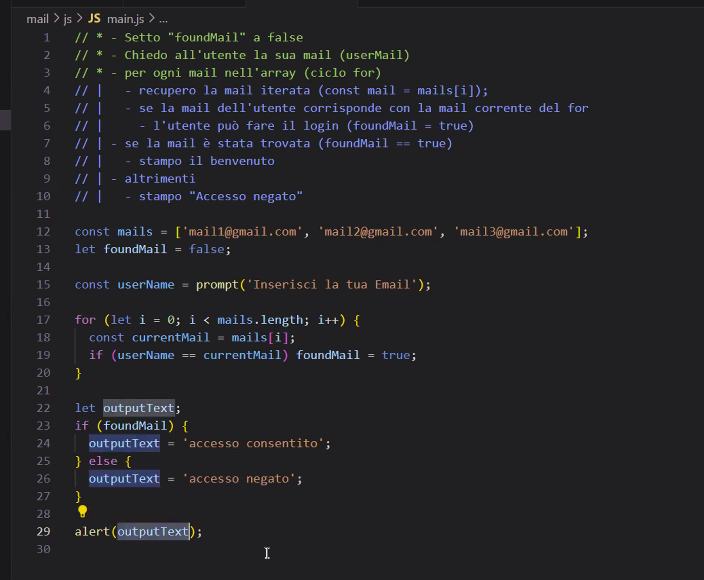 mail > js > JS main.js > ...
1 // * - Setto "foundMail" a false
2 // * - Chiedo all'utente la sua mail (userMail)
3 // * - per ogni mail nell'array (ciclo for)
4 // |   - recupero la mail iterata (const mail = mails[i]);
5 // |   - se la mail dell'utente corrisponde con la mail corrente del for
6 // |     - l'utente può fare il login (foundMail = true)
7 // | - se la mail è stata trovata (foundMail == true)
8 // |   - stampo il benvenuto
9 // | - altrimenti
10 // |   - stampo "Accesso negato"
11
12 const mails = ['mail1@gmail.com', 'mail2@gmail.com', 'mail3@gmail.com'];
13 let foundMail = false;
14
15 const userName = prompt('Inserisci la tua Email');
16
17 for (let i = 0; i < mails.length; i++) {
18   const currentMail = mails[i];
19   if (userName == currentMail) foundMail = true;
20 }
21
22 let outputText;
23 if (foundMail) {
24   outputText = 'accesso consentito';
25 } else {
26   outputText = 'accesso negato';
27 }
28
29 alert(outputText);
30